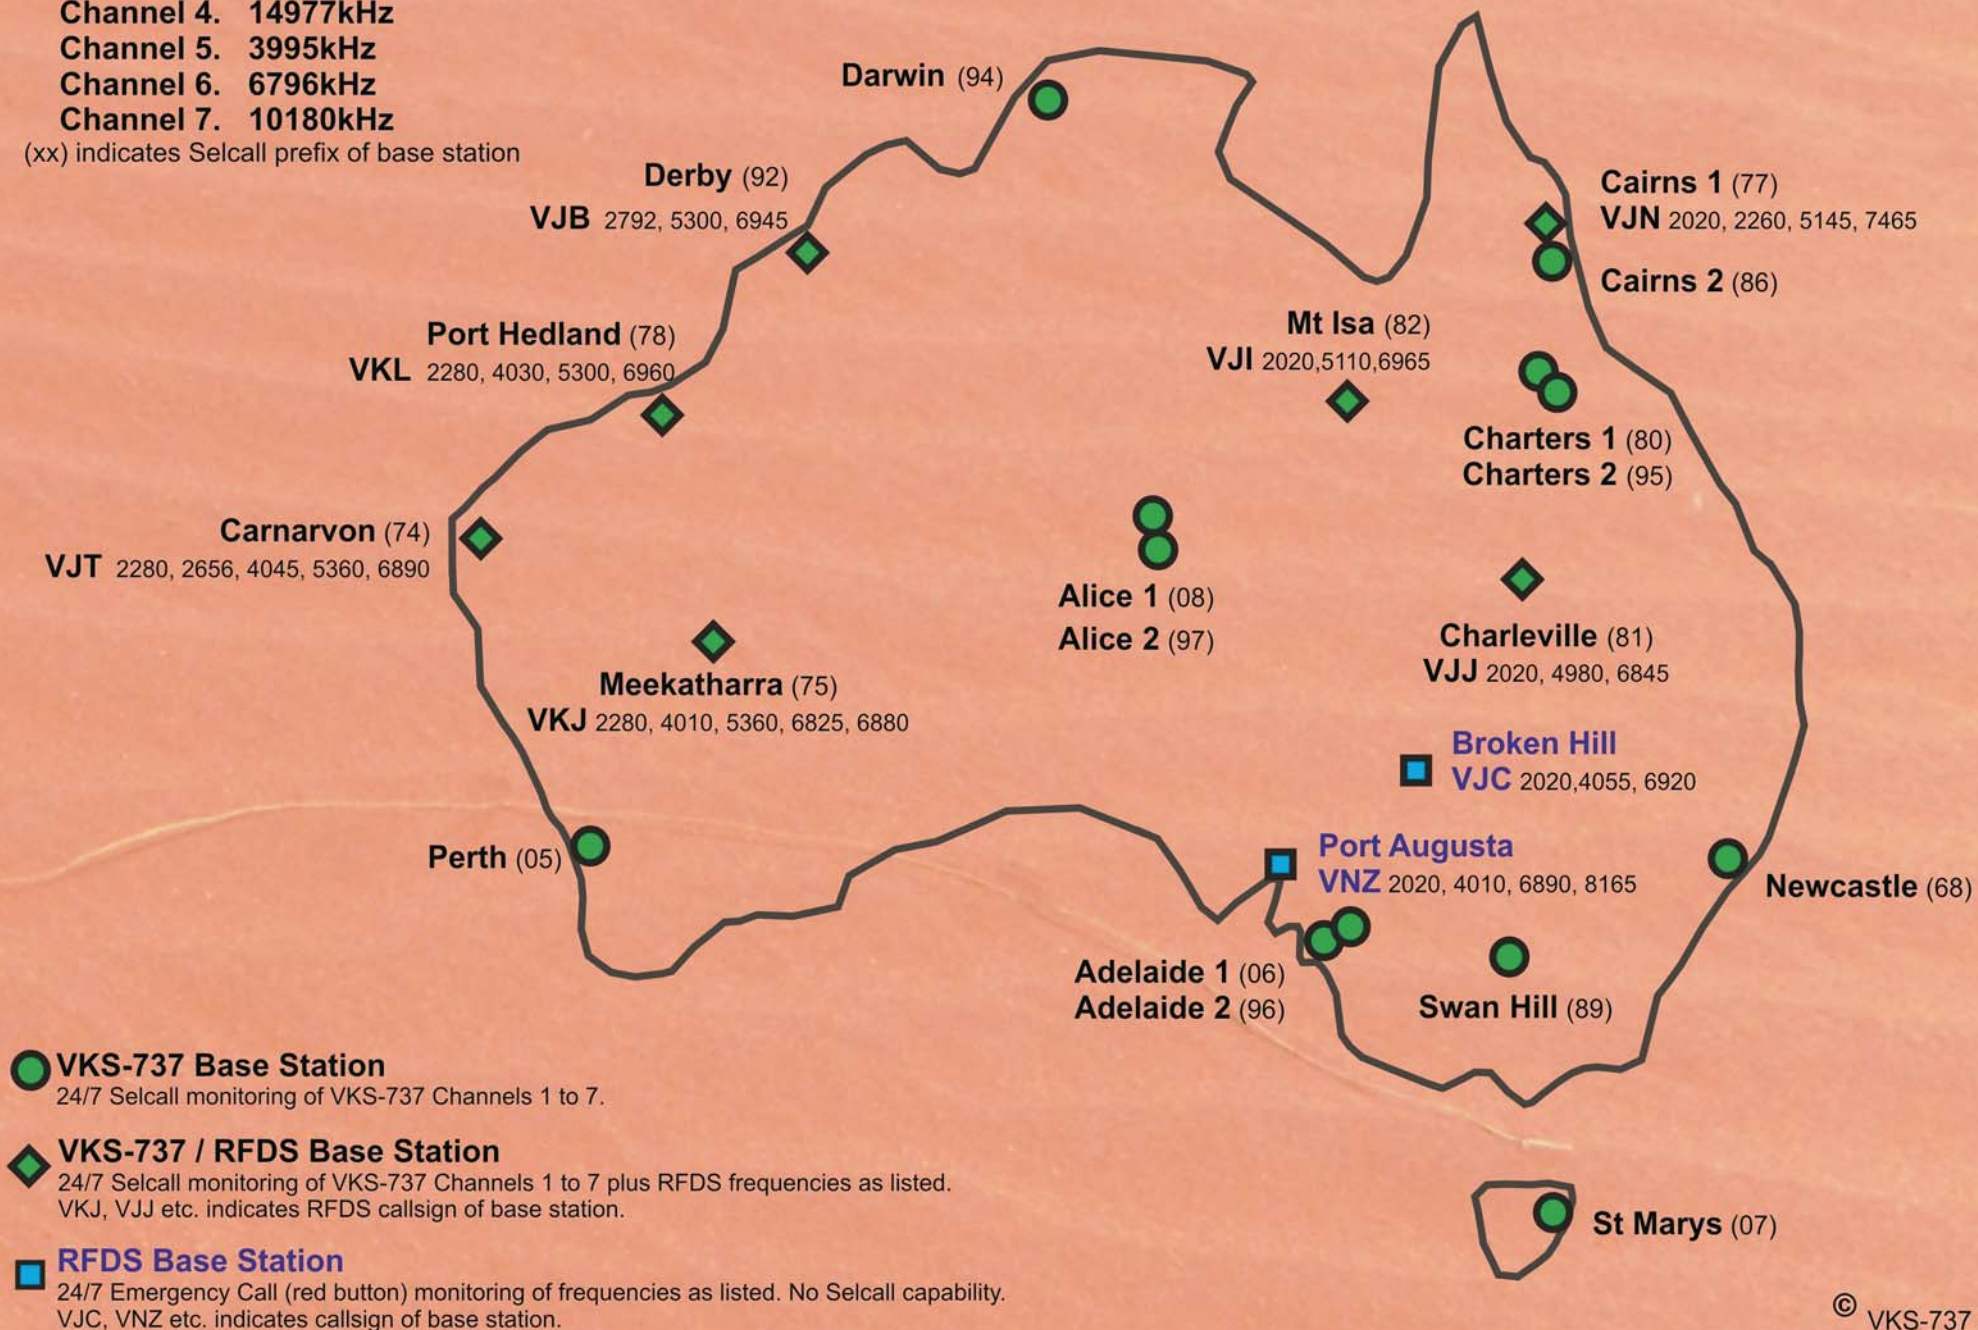 Channel 4. 14977kHz
Channel 5. 3995kHz
Channel 6. 6796kHz
Channel 7. 10180kHz
(xx) indicates Selcall prefix of base station
Darwin (94)
Derby (92)
VJB 2792, 5300, 6945
Cairns 1 (77)
VJN 2020, 2260, 5145, 7465
Cairns 2 (86)
Port Hedland (78)
VKL 2280, 4030, 5300, 6960
Mt Isa (82)
VJI 2020,5110,6965
Charters 1 (80)
Charters 2 (95)
Carnarvon (74)
VJT 2280, 2656, 4045, 5360, 6890
Alice 1 (08)
Alice 2 (97)
Charleville (81)
VJJ 2020, 4980, 6845
Meekatharra (75)
VKJ 2280, 4010, 5360, 6825, 6880
Broken Hill
VJC 2020,4055, 6920
Perth (05)
Port Augusta
VNZ 2020, 4010, 6890, 8165
Newcastle (68)
Adelaide 1 (06)
Adelaide 2 (96)
Swan Hill (89)
VKS-737 Base Station
24/7 Selcall monitoring of VKS-737 Channels 1 to 7.
VKS-737 / RFDS Base Station
24/7 Selcall monitoring of VKS-737 Channels 1 to 7 plus RFDS frequencies as listed.
VKJ, VJJ etc. indicates RFDS callsign of base station.
St Marys (07)
RFDS Base Station
24/7 Emergency Call (red button) monitoring of frequencies as listed. No Selcall capability.
VJC, VNZ etc. indicates callsign of base station.
© VKS-737